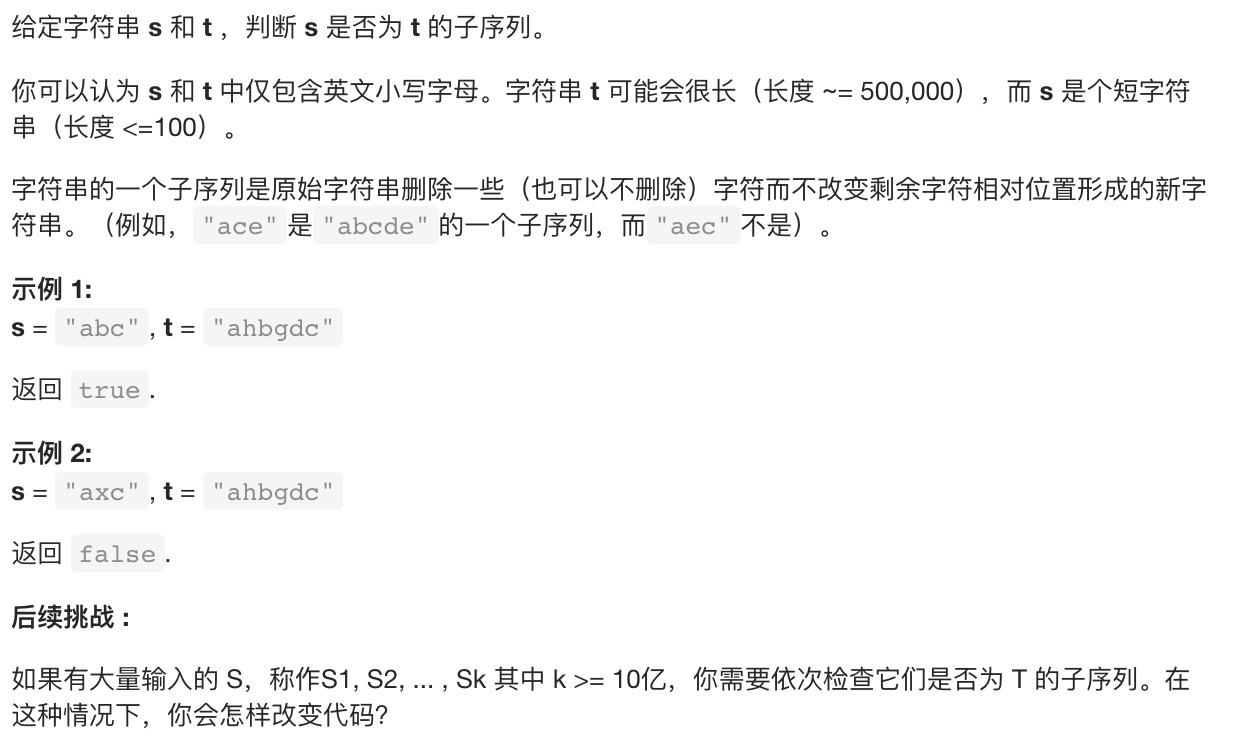 给定字符串 s 和 t ，判断 s 是否为 t 的子序列。
你可以认为 s 和 t 中仅包含英文小写字母。字符串 t 可能会很长（长度 ~= 500,000），而 s 是个短字符
串（长度 <=100）。
字符串的一个子序列是原始字符串删除一些（也可以不删除）字符而不改变剩余字符相对位置形成的新字
符串。（例如， "ace" 是 "abcde" 的一个子序列，而 "aec" 不是）。
示例 1:
s = "abc", t = "ahbgdc"
返回 true.
示例 2:
s = "axc", t = "ahbgdc"
返回 false.
后续挑战 :
如果有大量输入的 S，称作S1, S2, ... , Sk 其中 k >= 10亿，你需要依次检查它们是否为 T 的子序列。在
这种情况下，你会怎样改变代码？